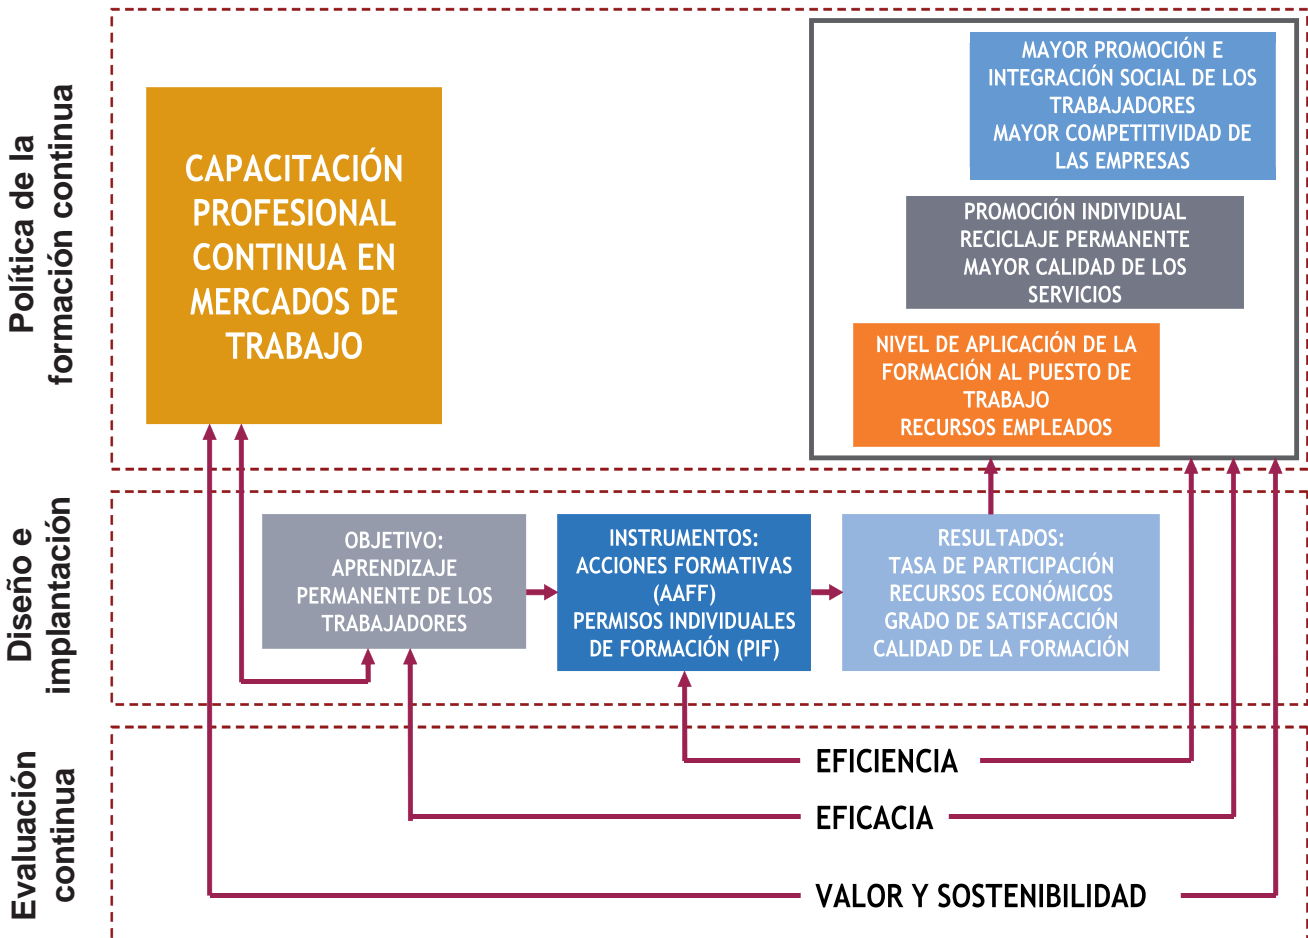 Política de la
formación continua
CAPACITACIÓN
PROFESIONAL
CONTINUA EN
MERCADOS DE
TRABAJO
MAYOR PROMOCIÓN E
INTEGRACIÓN SOCIAL DE LOS
TRABAJADORES
MAYOR COMPETITIVIDAD DE
LAS EMPRESAS
PROMOCIÓN INDIVIDUAL
RECICLAJE PERMANENTE
MAYOR CALIDAD DE LOS
SERVICIOS
NIVEL DE APLICACIÓN DE LA
FORMACIÓN AL PUESTO DE
TRABAJO
RECURSOS EMPLEADOS
Diseño e
implantación
OBJETIVO:
APRENDIZAJE
PERMANENTE DE LOS
TRABAJADORES
INSTRUMENTOS:
ACCIONES FORMATIVAS
(AAFF)
PERMISOS INDIVIDUALES
DE FORMACIÓN (PIF)
RESULTADOS:
TASA DE PARTICIPACIÓN
RECURSOS ECONÓMICOS
GRADO DE SATISFACCIÓN
CALIDAD DE LA FORMACIÓN
Evaluación
continua
EFICIENCIA
EFICACIA
VALOR Y SOSTENIBILIDAD